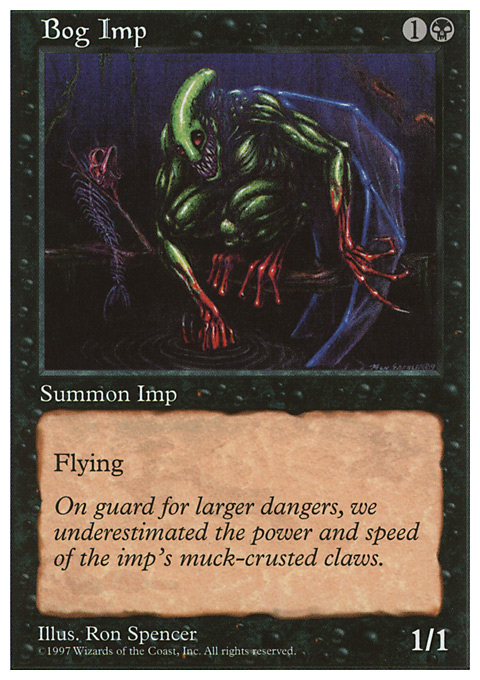 Bog Imp 1
Summon Imp
Flying
On guard for larger dangers, we
underestimated the power and speed
of the imp's muck-crusted claws.
Illus. Ron Spencer
©1997 Wizards of the Coast, Inc. All rights reserved.
1/1